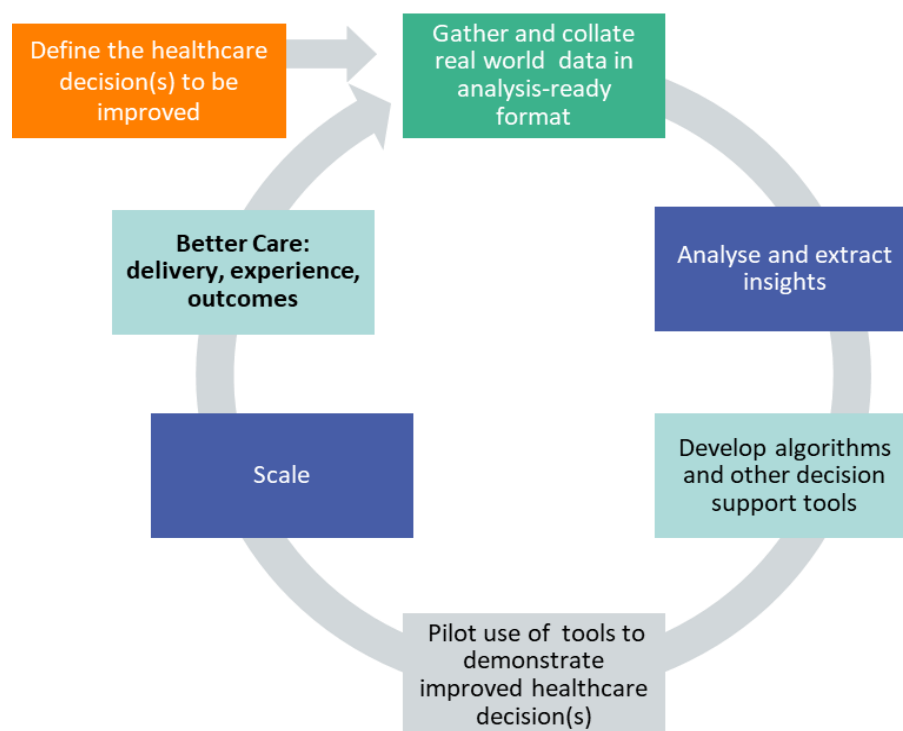 Define the healthcare
decision(s) to be
improved
Gather and collate
real world data in
analysis-ready
format
Analyse and extract
insights
Develop algorithms
and other decision
support tools
Pilot use of tools to
demonstrate
improved healthcare
decision(s)
Scale
Better Care:
delivery, experience,
outcomes